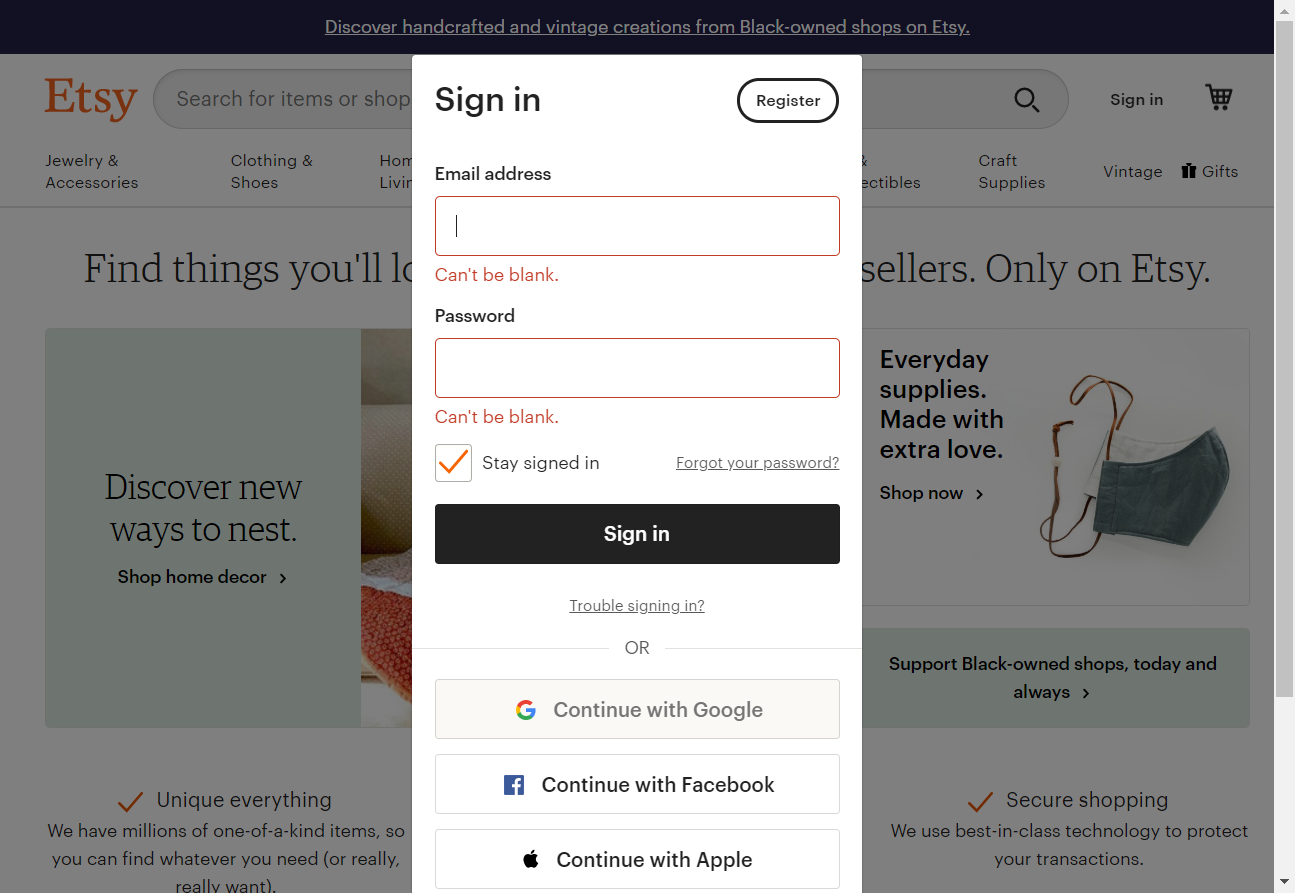 Discover handcrafted and vintage creations from Black-owned shops on Etsy.
Etsy
Search for items or shop
Sign in
Jewelry &
Accessories
Clothing &
Shoes
Craft
Supplies
Vintage
Gifts
Sign in
Register
Email address
Can't be blank.
Password
Can't be blank.
Stay signed in
Forgot your password?
Sign in
Trouble signing in?
OR
Continue with Google
Continue with Facebook
Continue with Apple
Find things you'll
sellers. Only on Etsy.
Discover new
ways to nest.
Shop home decor
Everyday
supplies.
Made with
extra love.
Shop now
Support Black-owned shops, today and
always
Unique everything
We have millions of one-of-a-kind items, so
you can find whatever you need (or really,
really want).
Secure shopping
We use best-in-class technology to protect
your transactions.